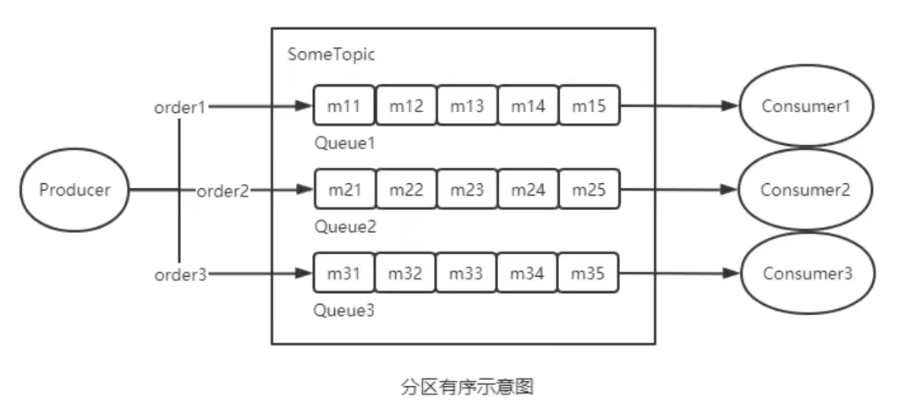 SomeTopic
order1
m11 m12 m13 m14 m15
Consumer1
Queue1
Producer
order2
m21 m22 m23 m24 m25
Consumer2
Queue2
order3
m31 m32 m33 m34 m35
Consumer3
Queue3
分区有序示意图